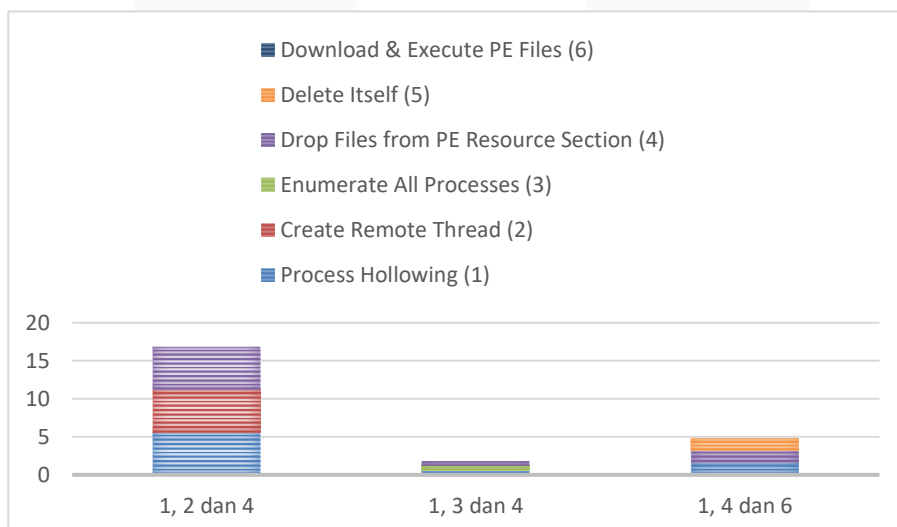 Download & Execute PE Files (6)
Delete Itself (5)
Drop Files from PE Resource Section (4)
Enumerate All Processes (3)
Create Remote Thread (2)
Process Hollowing (1)
20
15
10
5
0
1, 2 dan 4
1, 3 dan 4
1, 4 dan 6